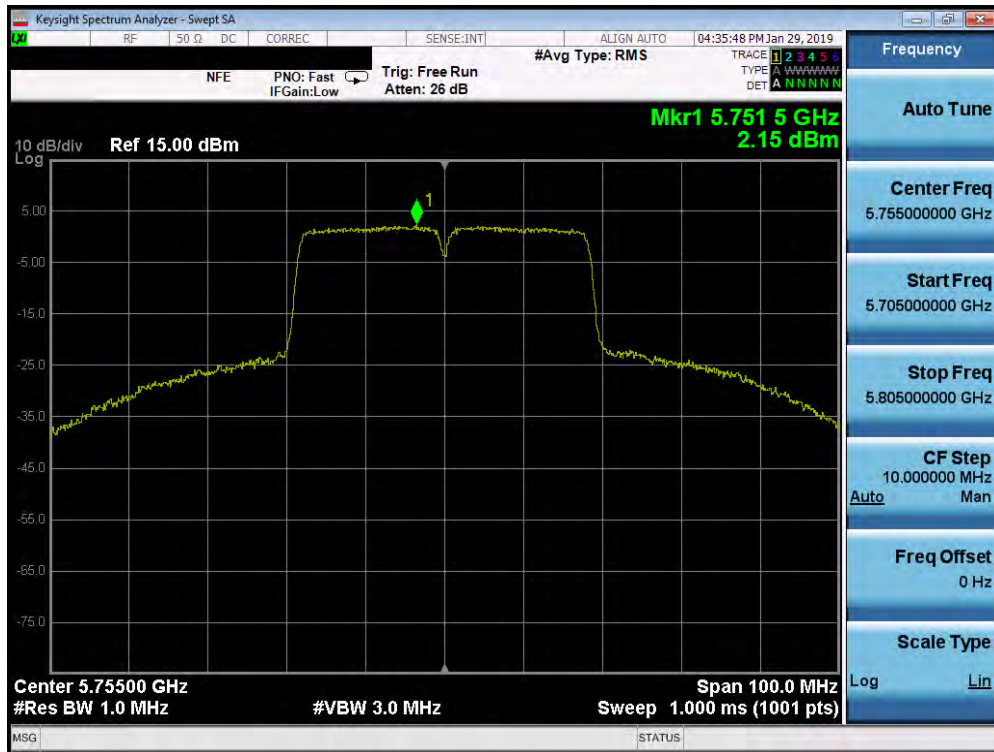 Keysight Spectrum Analyzer - Swept SA
LXI RF 50 Ω DC CORREC SENSE:INT ALIGN AUTO 04:35:48 PM Jan 29, 2019
#Avg Type: RMS
TRACE 1 2 3 4 5 6
TYPE A WWWWW
DET A N N N N N
NFE
PNO: Fast
IFGain:Low
Trig: Free Run
Atten: 26 dB
Mkr1 5.751 5 GHz
2.15 dBm
10 dB/div
Log
Ref 15.00 dBm
1
5.00
-5.00
-15.0
-25.0
-35.0
-45.0
-55.0
-65.0
-75.0
Center 5.75500 GHz
#Res BW 1.0 MHz
#VBW 3.0 MHz
Span 100.0 MHz
Sweep 1.000 ms (1001 pts)
Frequency
Auto Tune
Center Freq
5.755000000 GHz
Start Freq
5.705000000 GHz
Stop Freq
5.805000000 GHz
CF Step
10.000000 MHz
Auto Man
Freq Offset
0 Hz
Scale Type
Log Lin
MSG STATUS